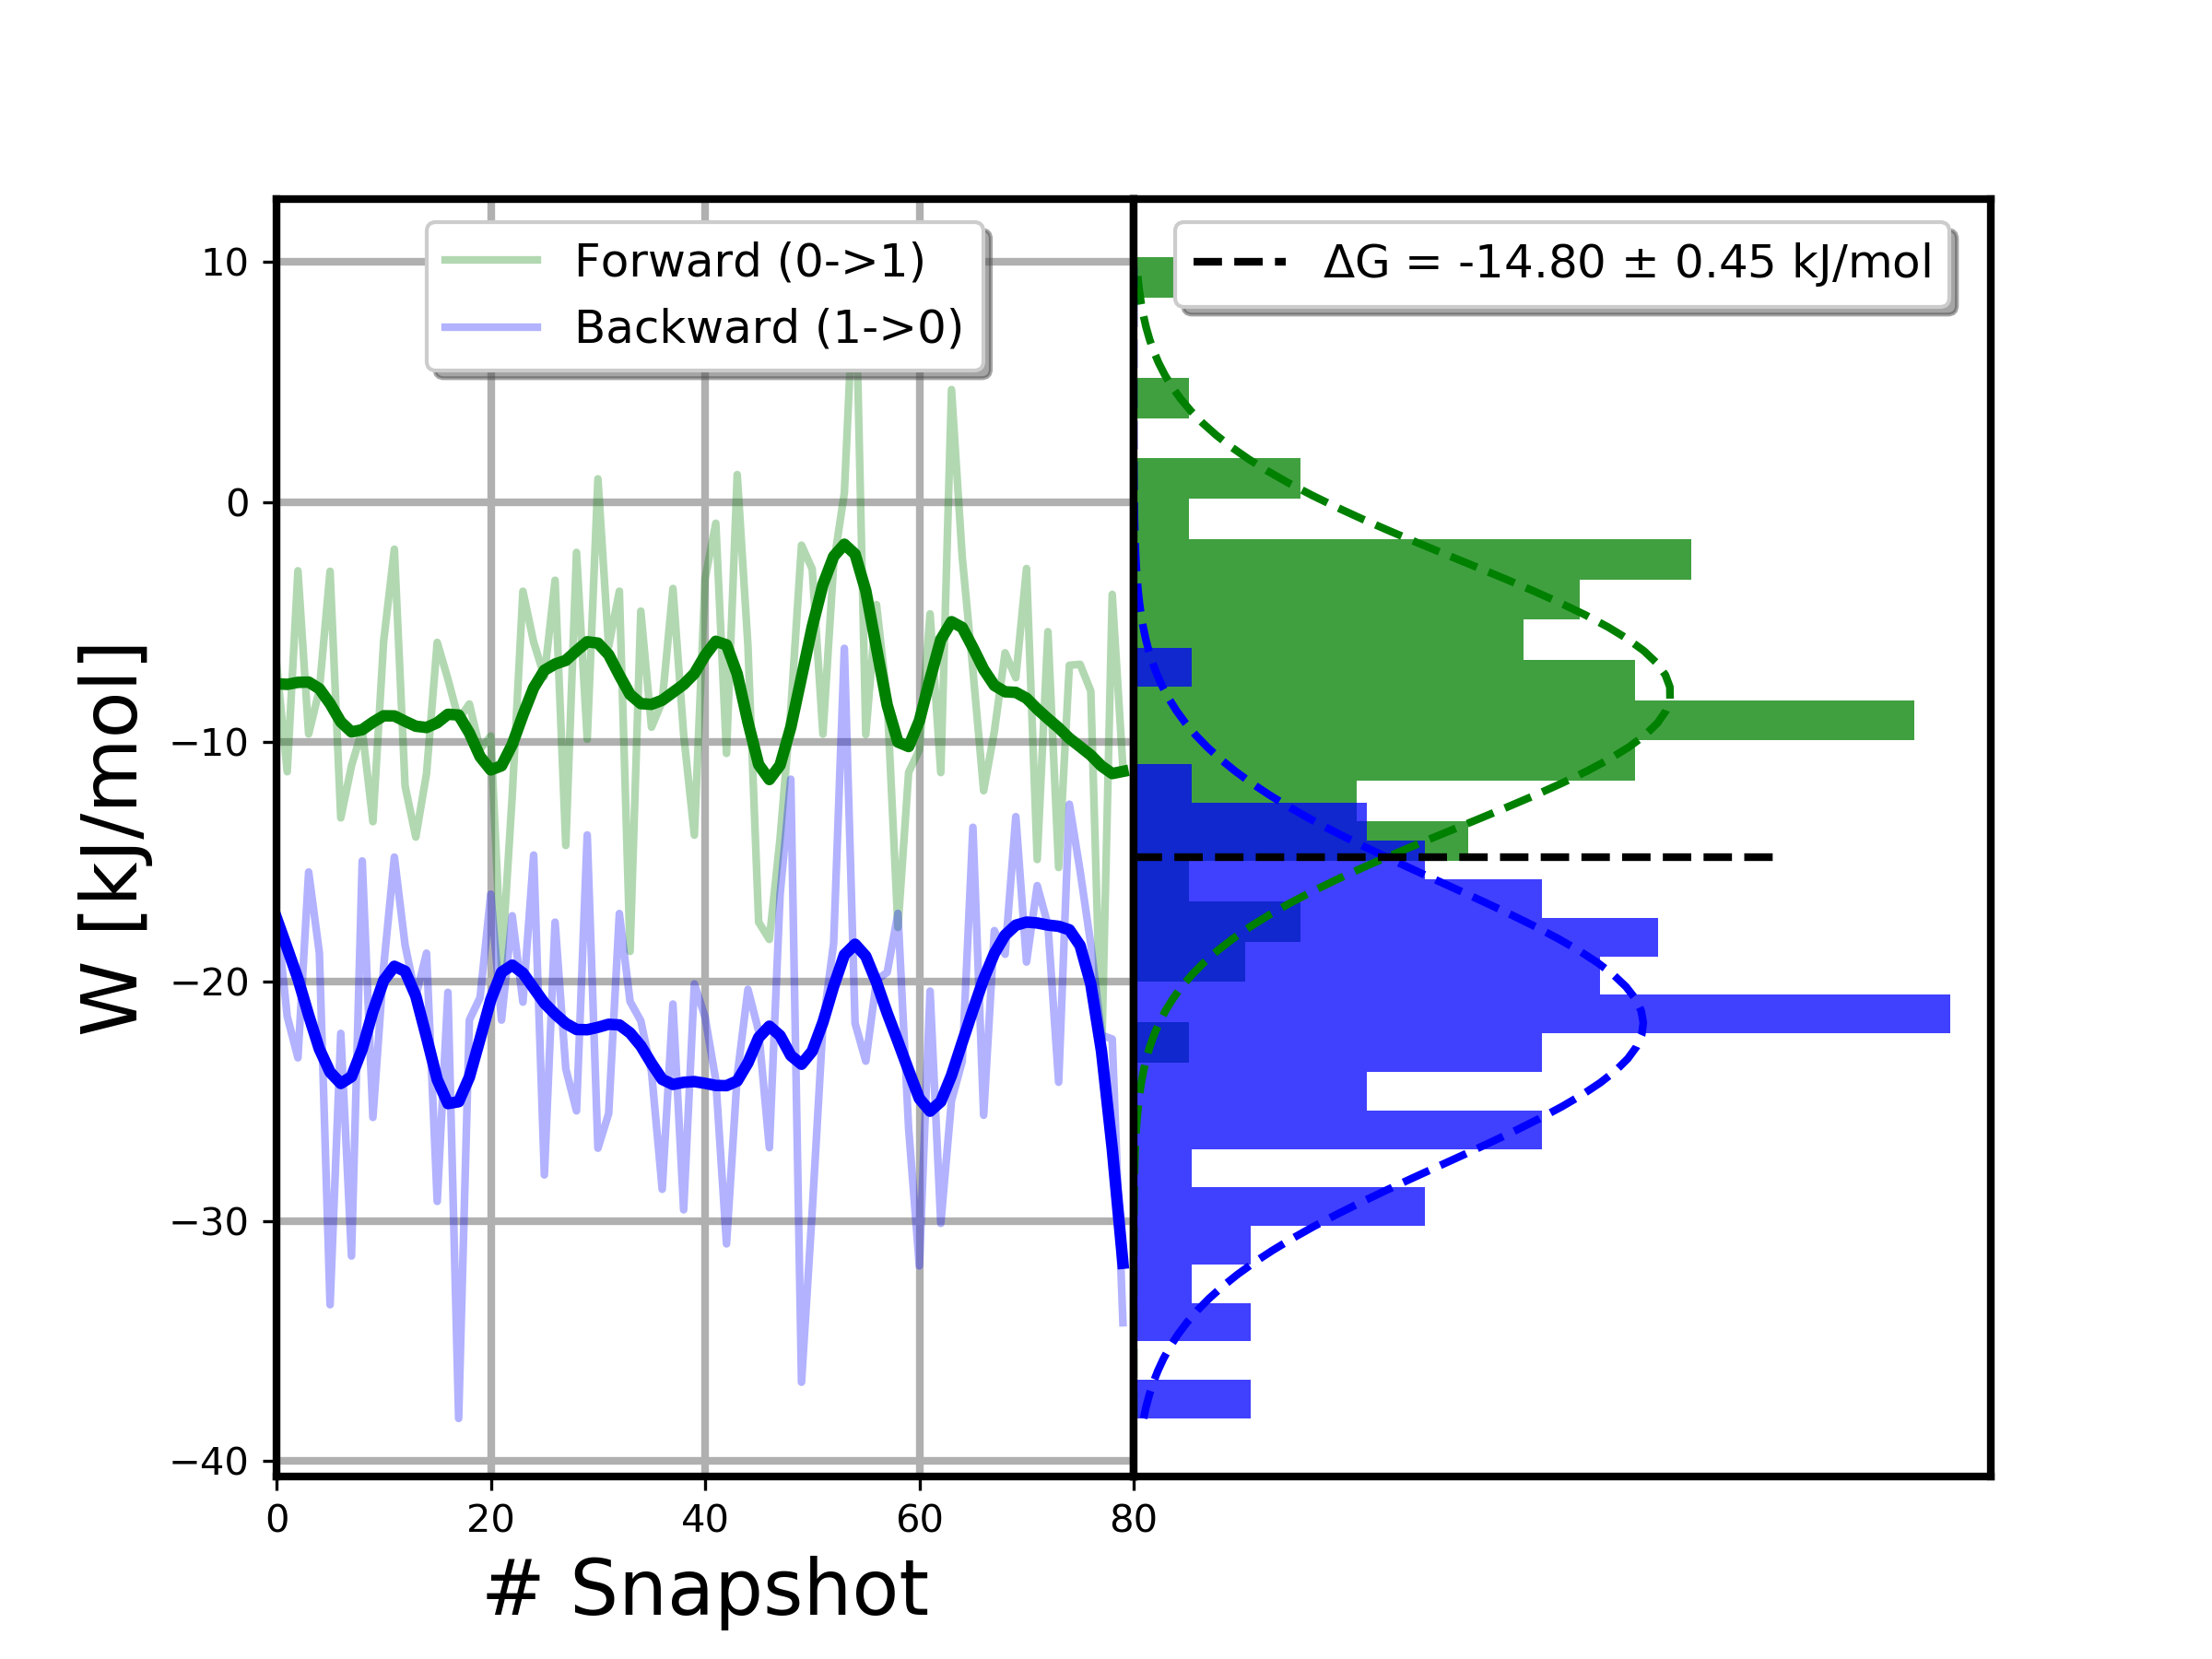 Forward (0->1)
Backward (1->0)
ΔG = -14.80 ± 0.45 kJ/mol
W [kJ/mol]
10
0
−10
−20
−30
−40
0
20
40
60
80
# Snapshot